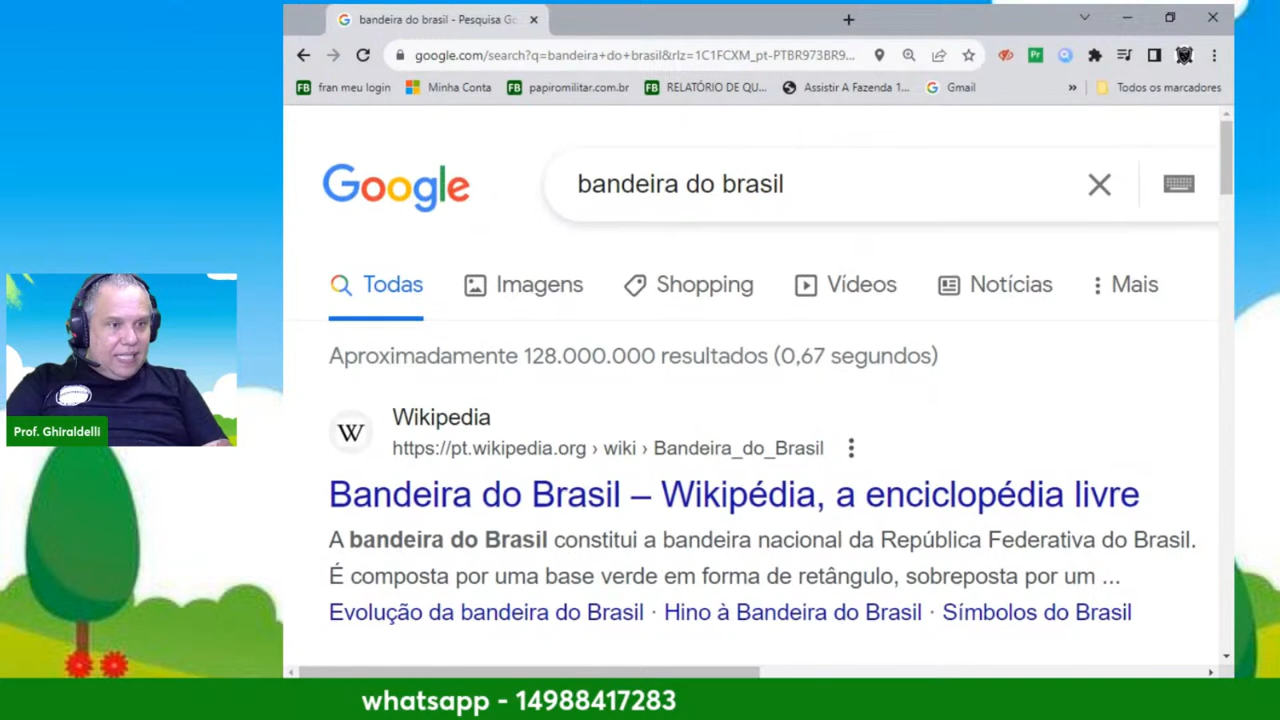 bandeira do brasil - Pesquisa Go
google.com/search?q=bandeira+do+brasil&rlz=1C1FCXM_pt-PTBR973BR9...
Pr
FB fran meu login
Minha Conta
FB papiromilitar.com.br
FB RELATÓRIO DE QU...
Assistir A Fazenda 1...
Gmail
»
Todos os marcadores
Google
bandeira do brasil
Todas
Imagens
Shopping
Vídeos
Notícias
Mais
Aproximadamente 128.000.000 resultados (0,67 segundos)
W
Wikipedia
https://pt.wikipedia.org › wiki › Bandeira_do_Brasil
Bandeira do Brasil – Wikipédia, a enciclopédia livre
A bandeira do Brasil constitui a bandeira nacional da República Federativa do Brasil.
É composta por uma base verde em forma de retângulo, sobreposta por um ...
Evolução da bandeira do Brasil · Hino à Bandeira do Brasil · Símbolos do Brasil
Prof. Ghiraldelli
whatsapp - 14988417283